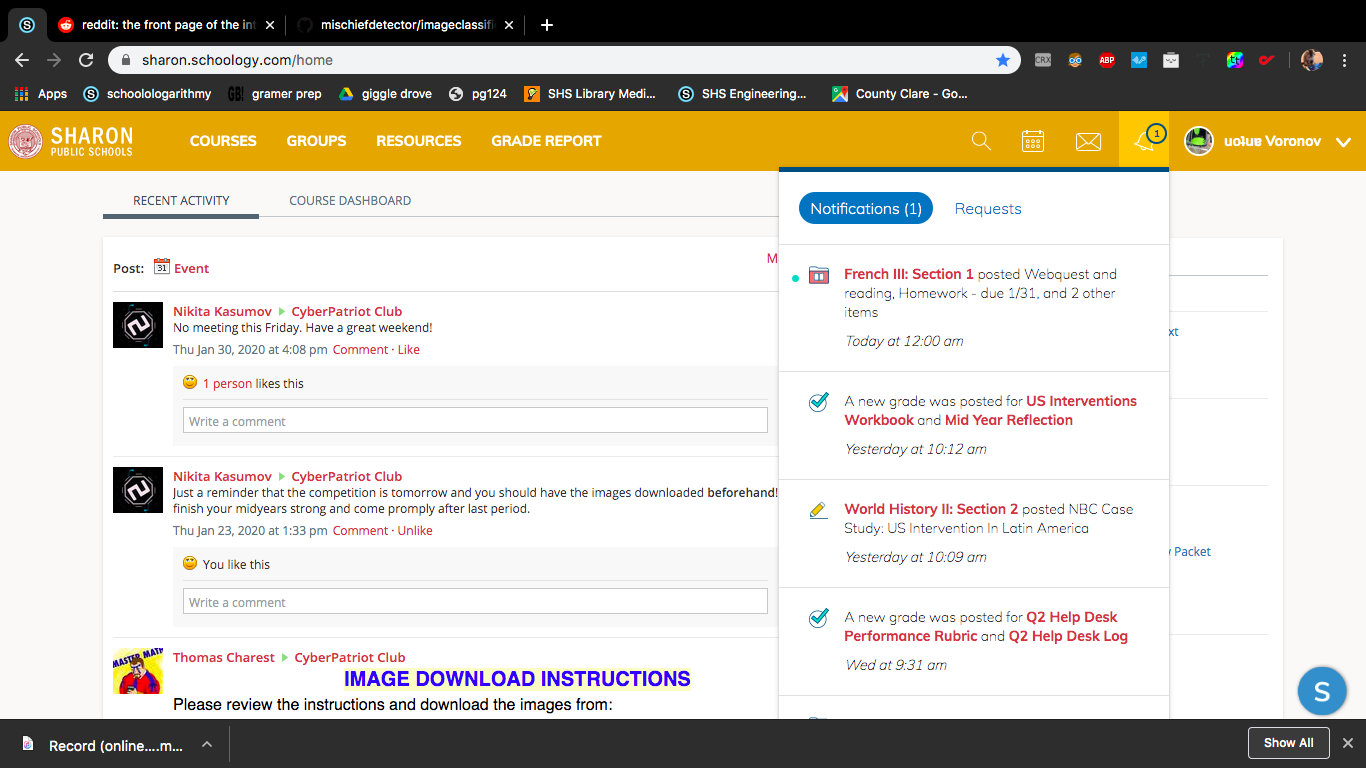 reddit: the front page of the int
mischiefdetector/imageclassifi
sharon.schoology.com/home
CRX
ABP
Apps
schoolologarithmy
GB!
gramer prep
giggle drove
pg124
SHS Library Medi...
SHS Engineering...
County Clare - Go...
SHARON
PUBLIC SCHOOLS
COURSES
GROUPS
RESOURCES
GRADE REPORT
1
Voronov
RECENT ACTIVITY
COURSE DASHBOARD
Post:
31
Event
M
Nikita Kasumov
CyberPatriot Club
No meeting this Friday. Have a great weekend!
Thu Jan 30, 2020 at 4:08 pm Comment · Like
1 person likes this
Write a comment
Nikita Kasumov
CyberPatriot Club
Just a reminder that the competition is tomorrow and you should have the images downloaded beforehand!
finish your midyears strong and come promply after last period.
Thu Jan 23, 2020 at 1:33 pm Comment · Unlike
You like this
Write a comment
MASTER MATH
Thomas Charest
CyberPatriot Club
IMAGE DOWNLOAD INSTRUCTIONS
Please review the instructions and download the images from:
Notifications (1)
Requests
French III: Section 1 posted Webquest and
reading, Homework - due 1/31, and 2 other
items
Today at 12:00 am
A new grade was posted for US Interventions
Workbook and Mid Year Reflection
Yesterday at 10:12 am
World History II: Section 2 posted NBC Case
Study: US Intervention In Latin America
Yesterday at 10:09 am
A new grade was posted for Q2 Help Desk
Performance Rubric and Q2 Help Desk Log
Wed at 9:31 am
xt
Packet
S
Record (online....m...
Show All